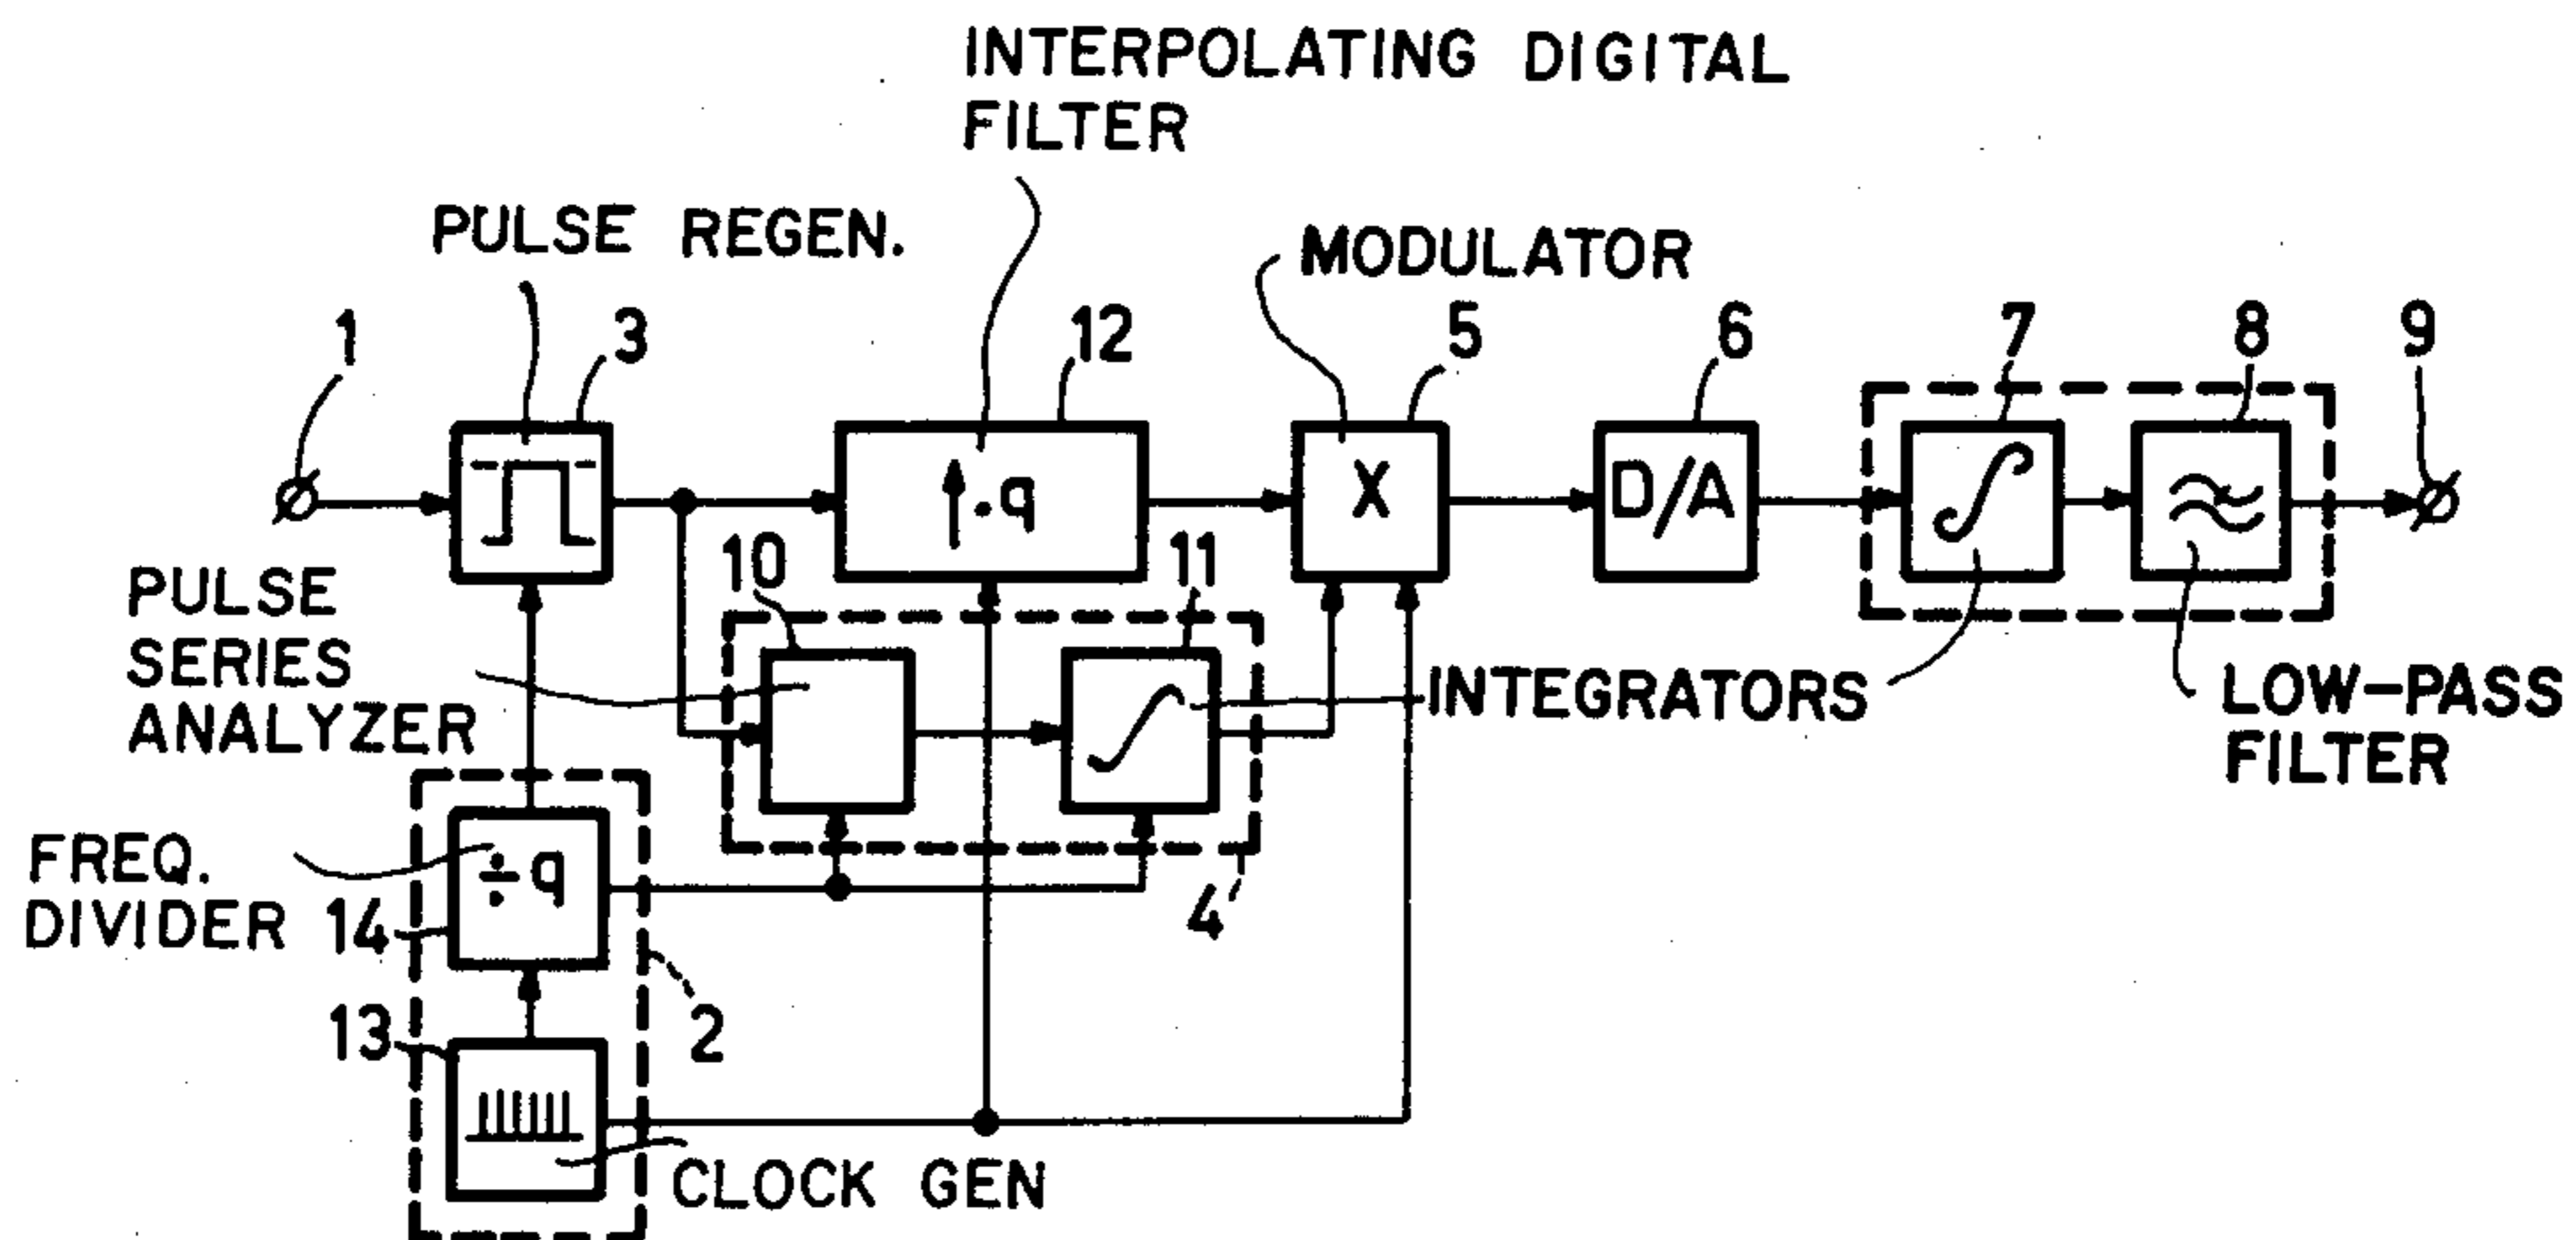 INTERPOLATING DIGITAL
FILTER
PULSE REGEN.
MODULATOR
1
3
12
5
6
7
8
9
.q
X
D/A
10
11
PULSE
SERIES
ANALYZER
INTEGRATORS
LOW-PASS
FILTER
FREQ.
DIVIDER
÷q
14
4
13
2
CLOCK GEN